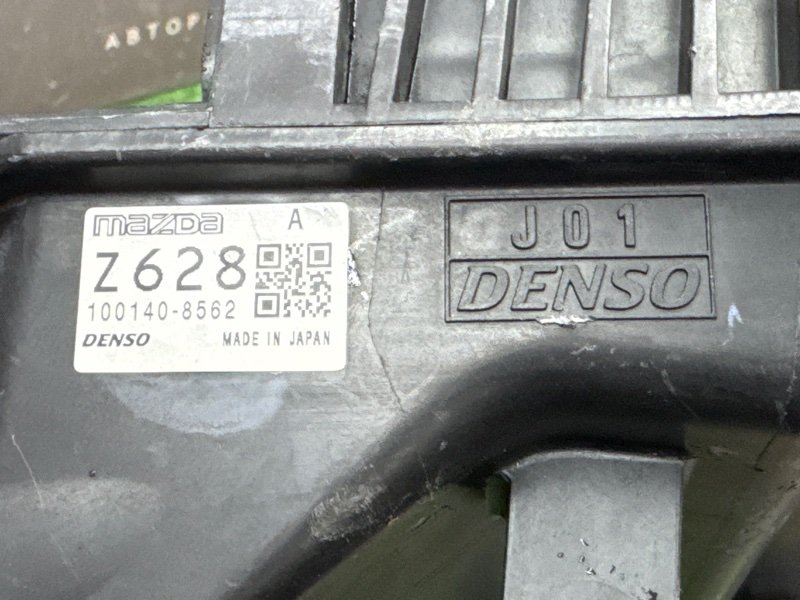 АВТОР
mazda A
Z628
100140-8562
DENSO MADE IN JAPAN
J01
DENSO